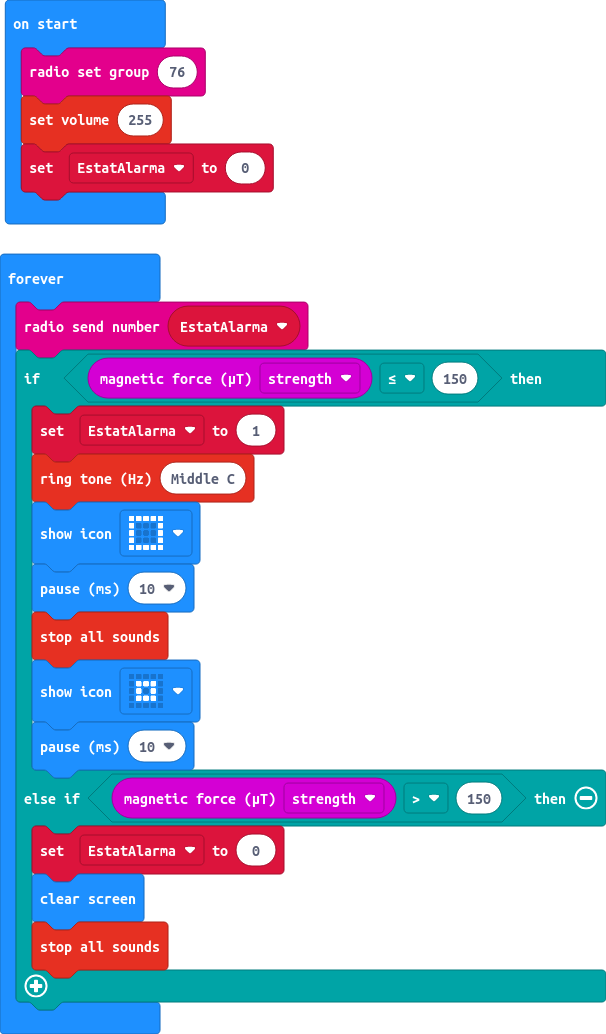 on start
radio set group 76
set volume 255
set EstatAlarma to 0
forever
radio send number EstatAlarma
if magnetic force (µT) strength ≤ 150 then
set EstatAlarma to 1
ring tone (Hz) Middle C
show icon
pause (ms) 10
stop all sounds
show icon
pause (ms) 10
else if magnetic force (µT) strength > 150 then
set EstatAlarma to 0
clear screen
stop all sounds